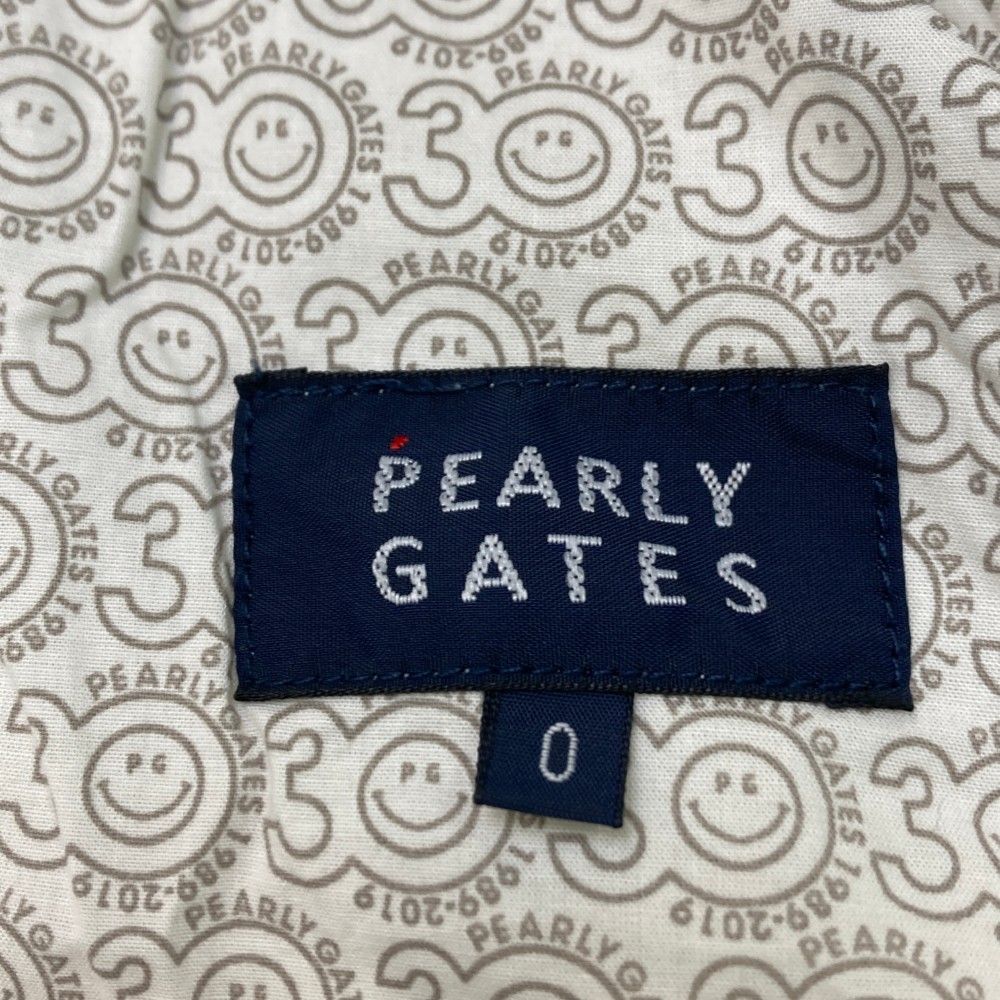 PEARLY
GATES
0
PEARLY GATES 1989-2019
30
PG